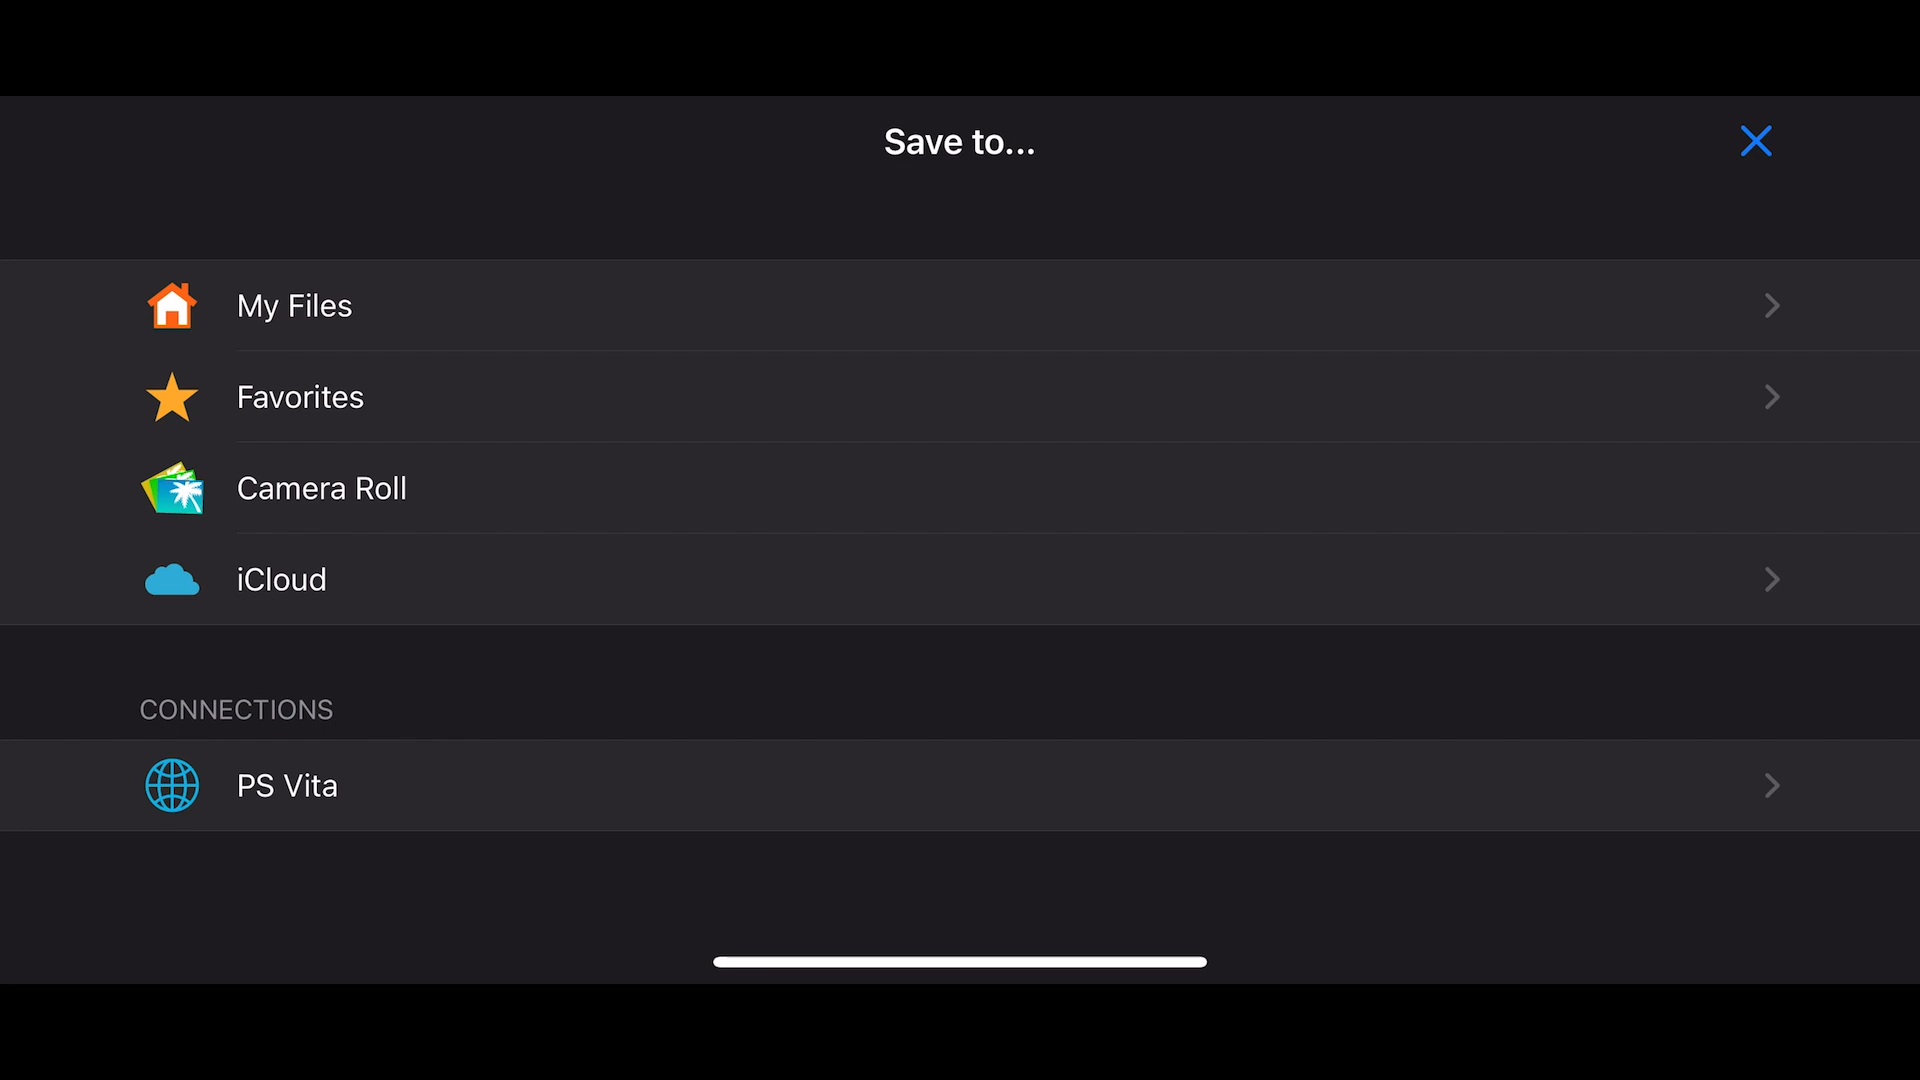 Save to...
My Files
Favorites
Camera Roll
iCloud
CONNECTIONS
PS Vita